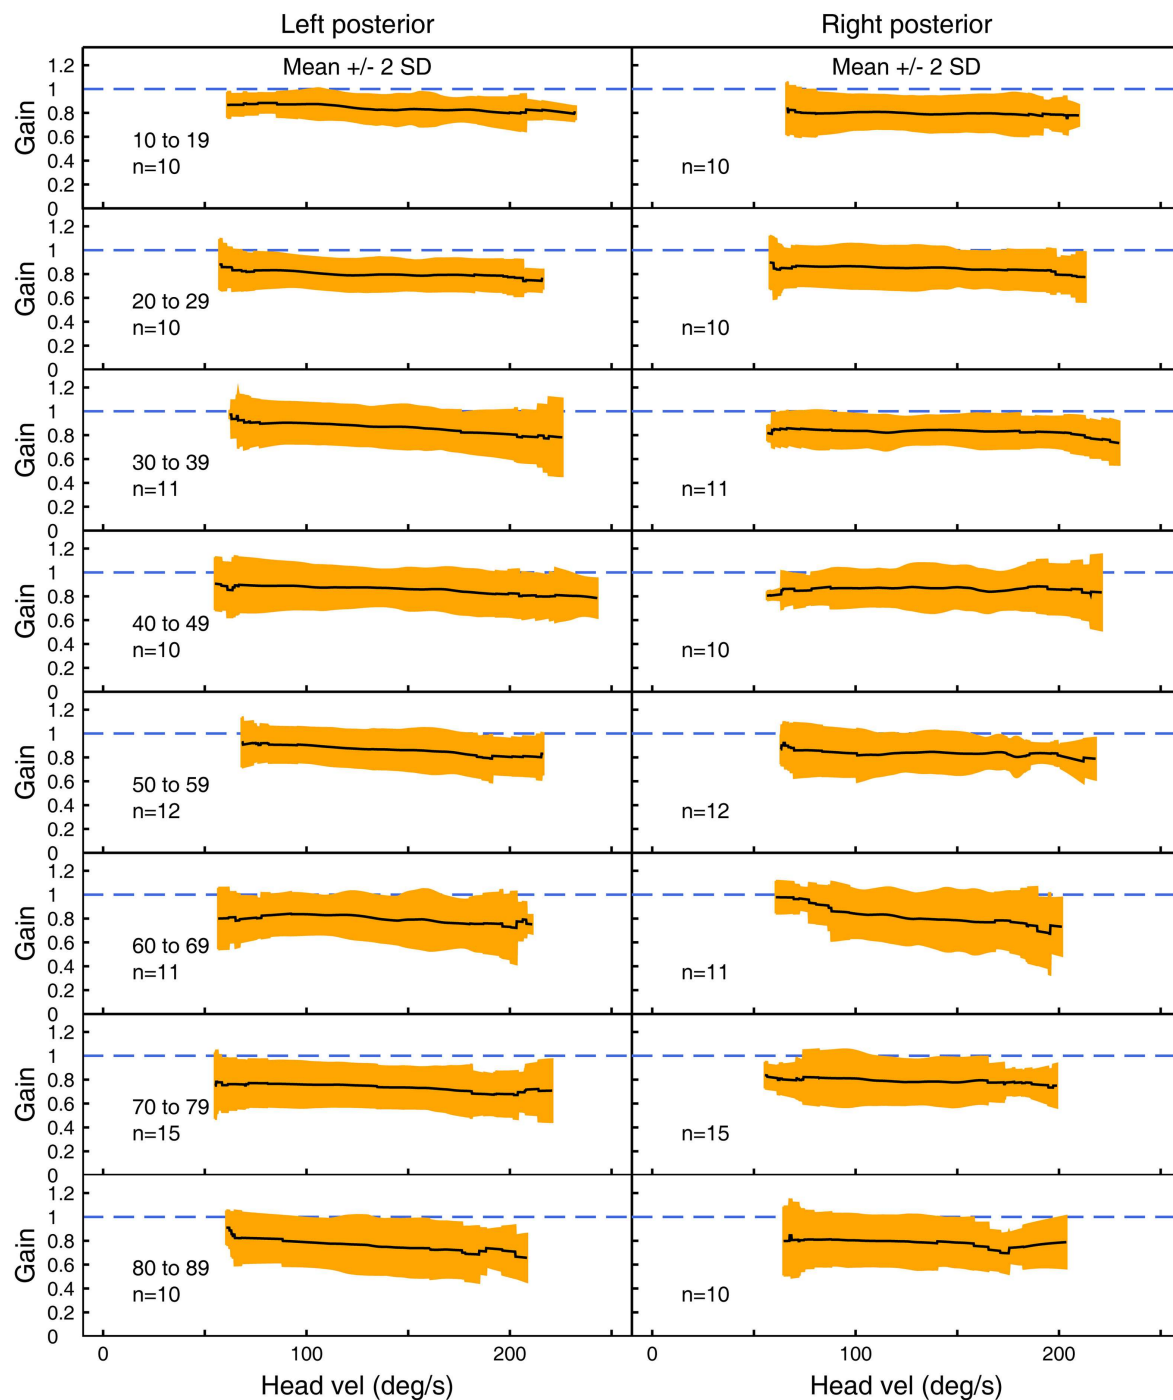 Left posterior Right posterior
Mean +/- 2 SD Mean +/- 2 SD
Gain
1.2
1
0.8
0.6
0.4
0.2
0
10 to 19
n=10 n=10
Gain
1.2
1
0.8
0.6
0.4
0.2
0
20 to 29
n=10 n=10
Gain
1.2
1
0.8
0.6
0.4
0.2
0
30 to 39
n=11 n=11
Gain
1.2
1
0.8
0.6
0.4
0.2
0
40 to 49
n=10 n=10
Gain
1.2
1
0.8
0.6
0.4
0.2
0
50 to 59
n=12 n=12
Gain
1.2
1
0.8
0.6
0.4
0.2
0
60 to 69
n=11 n=11
Gain
1.2
1
0.8
0.6
0.4
0.2
0
70 to 79
n=15 n=15
Gain
1.2
1
0.8
0.6
0.4
0.2
0
80 to 89
n=10 n=10
0 100 200 0 100 200
Head vel (deg/s) Head vel (deg/s)